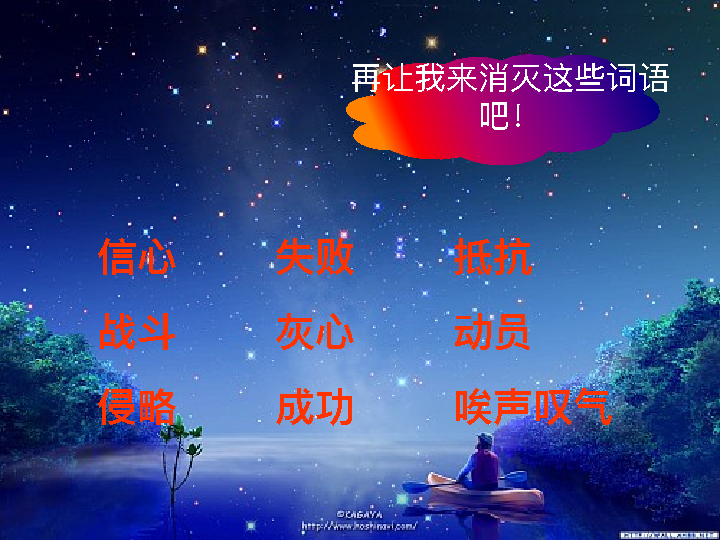 再让我来消灭这些词语
吧！
信心 失败 抵抗
战斗 灰心 动员
侵略 成功 唉声叹气
©KAGAYA
http://www.hoshinavi.com/